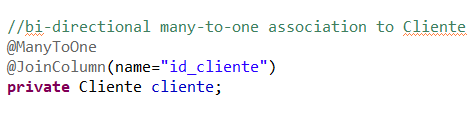 //bi-directional many-to-one association to Cliente
@ManyToOne
@JoinColumn(name="id_cliente")
private Cliente cliente;